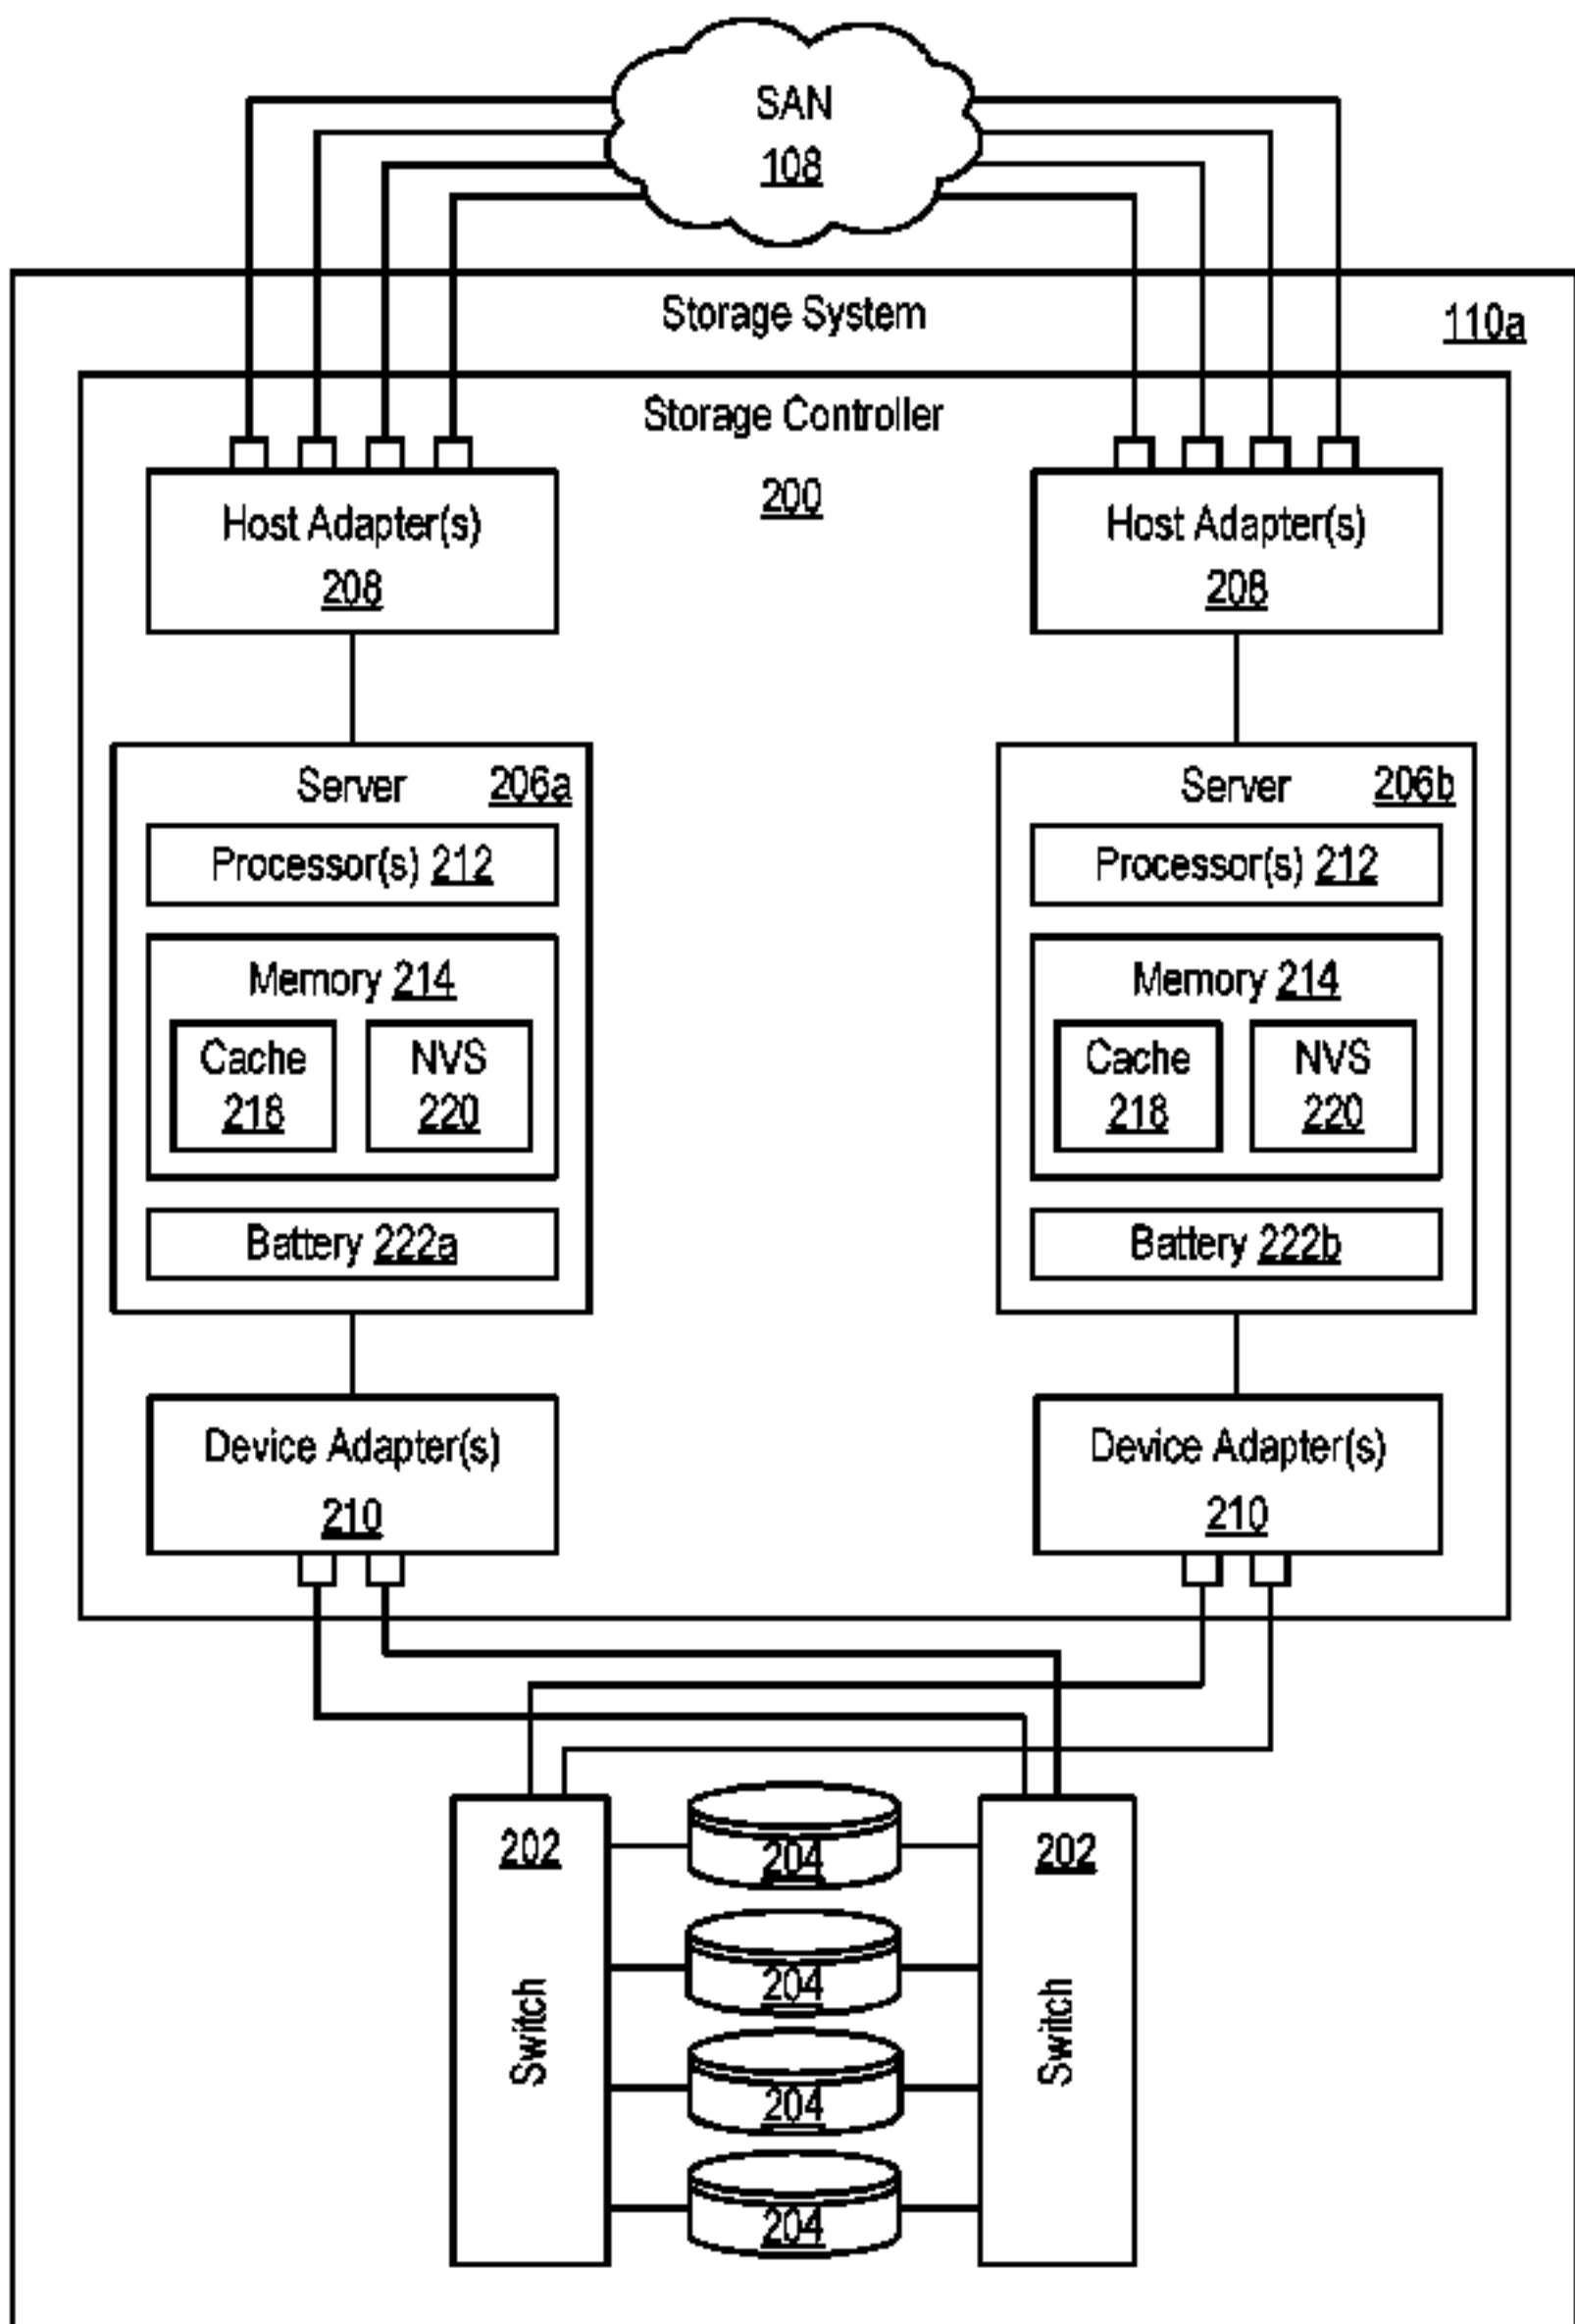 SAN
108
Storage System
110a
Storage Controller
200
Host Adapter(s)
208
Host Adapter(s)
208
Server 206a
Processor(s) 212
Memory 214
Cache
218
NVS
220
Battery 222a
Server 206b
Processor(s) 212
Memory 214
Cache
218
NVS
220
Battery 222b
Device Adapter(s)
210
Device Adapter(s)
210
202
Switch
204
204
204
204
202
Switch